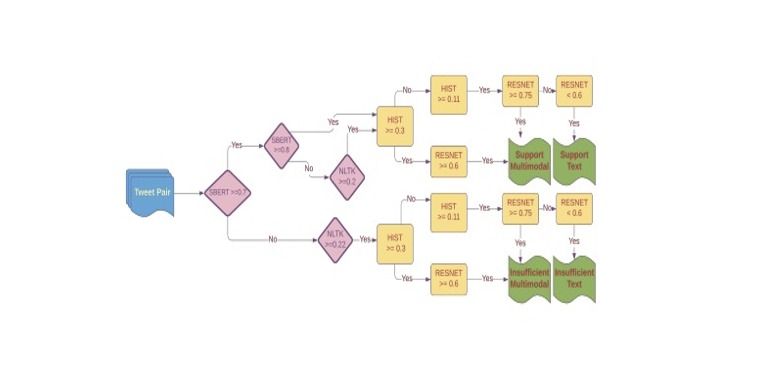 Tweet Pair
SBERT >=0.7
Yes
No
SBERT
>=0.8
Yes
No
NLTK
>=0.2
Yes
HIST
>= 0.3
No
Yes
HIST
>= 0.11
Yes
RESNET
>= 0.75
No
RESNET
< 0.6
Yes
Yes
RESNET
>= 0.6
Yes
Support
Multimodal
Support
Text
NLTK
>=0.22
Yes
HIST
>= 0.3
No
Yes
HIST
>= 0.11
Yes
RESNET
>= 0.75
No
RESNET
< 0.6
Yes
Yes
RESNET
>= 0.6
Yes
Insufficient
Multimodal
Insufficient
Text